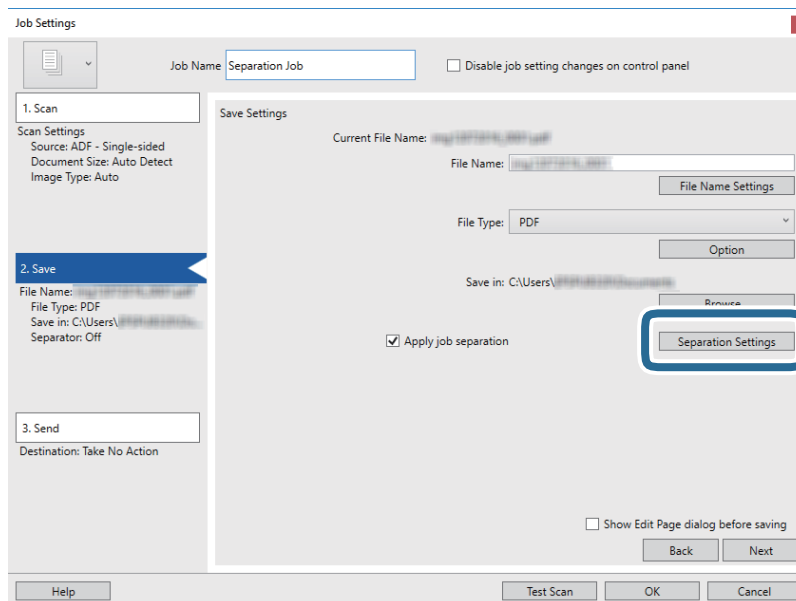 Job Settings
Job Name Separation Job
Disable job setting changes on control panel
1. Scan
Scan Settings
Source: ADF - Single-sided
Document Size: Auto Detect
Image Type: Auto
2. Save
File Name:
File Type: PDF
Save in: C:\Users\
Separator: Off
3. Send
Destination: Take No Action
Save Settings
Current File Name:
File Name:
File Name Settings
File Type: PDF
Option
Save in: C:\Users\
Browse
Apply job separation
Separation Settings
Show Edit Page dialog before saving
Back Next
Help
Test Scan OK Cancel